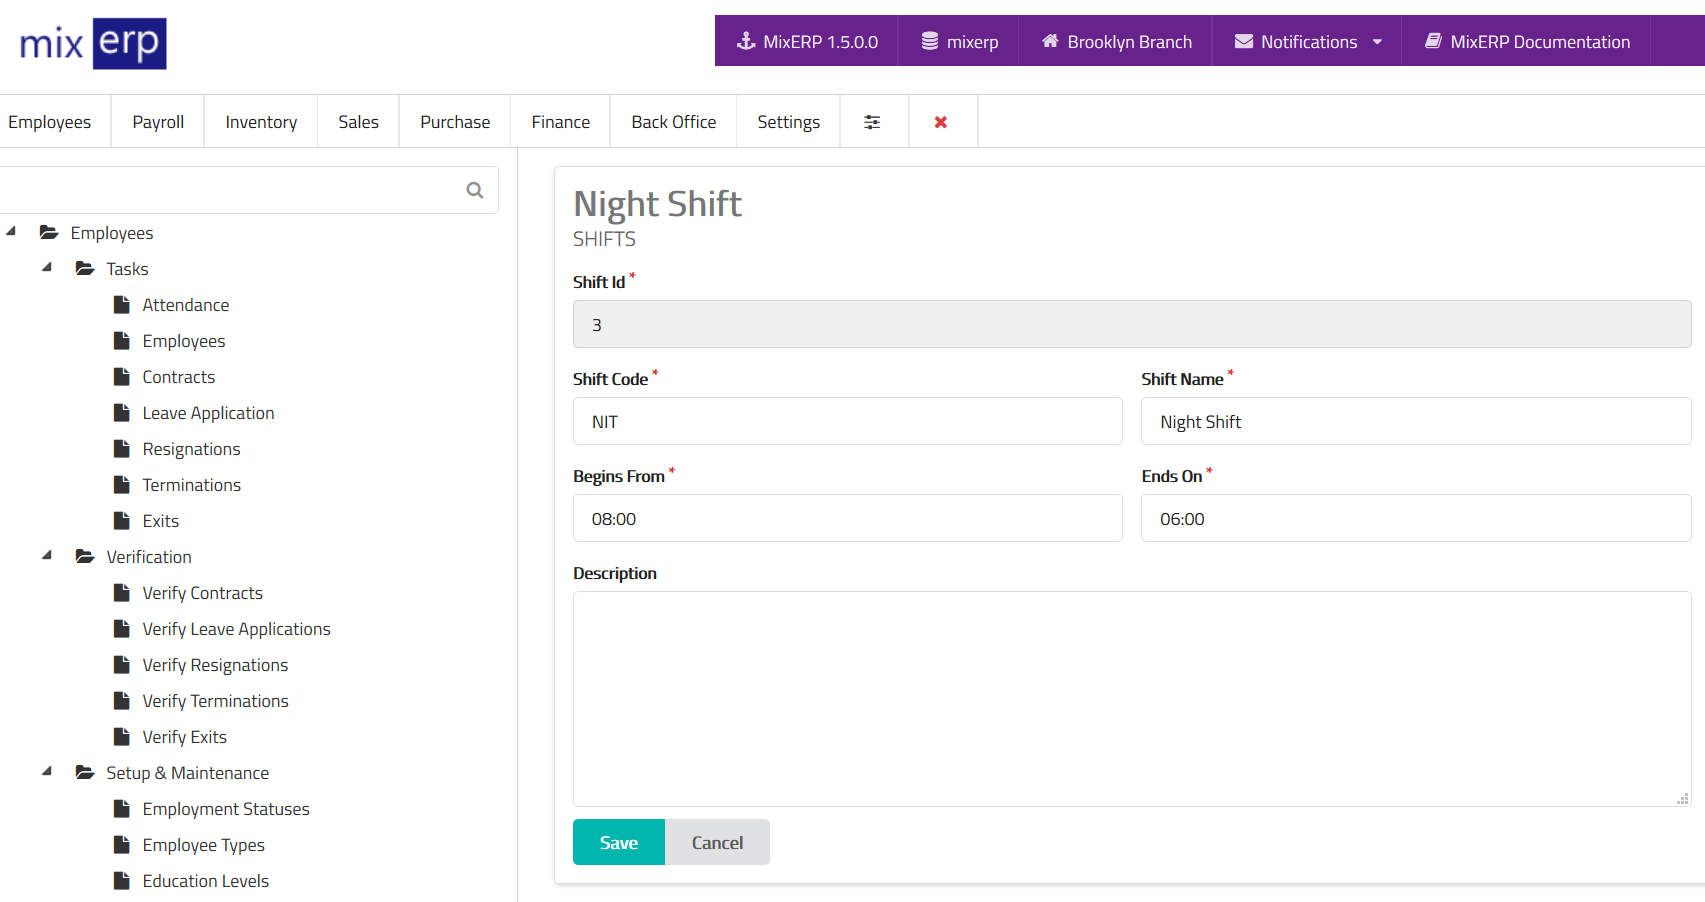 mix erp
MixERP 1.5.0.0 mixerp Brooklyn Branch Notifications MixERP Documentation
Employees Payroll Inventory Sales Purchase Finance Back Office Settings
Employees
Tasks
Attendance
Employees
Contracts
Leave Application
Resignations
Terminations
Exits
Verification
Verify Contracts
Verify Leave Applications
Verify Resignations
Verify Terminations
Verify Exits
Setup & Maintenance
Employment Statuses
Employee Types
Education Levels
Night Shift
SHIFTS
Shift Id *
3
Shift Code * Shift Name *
NIT Night Shift
Begins From * Ends On *
08:00 06:00
Description
Save Cancel